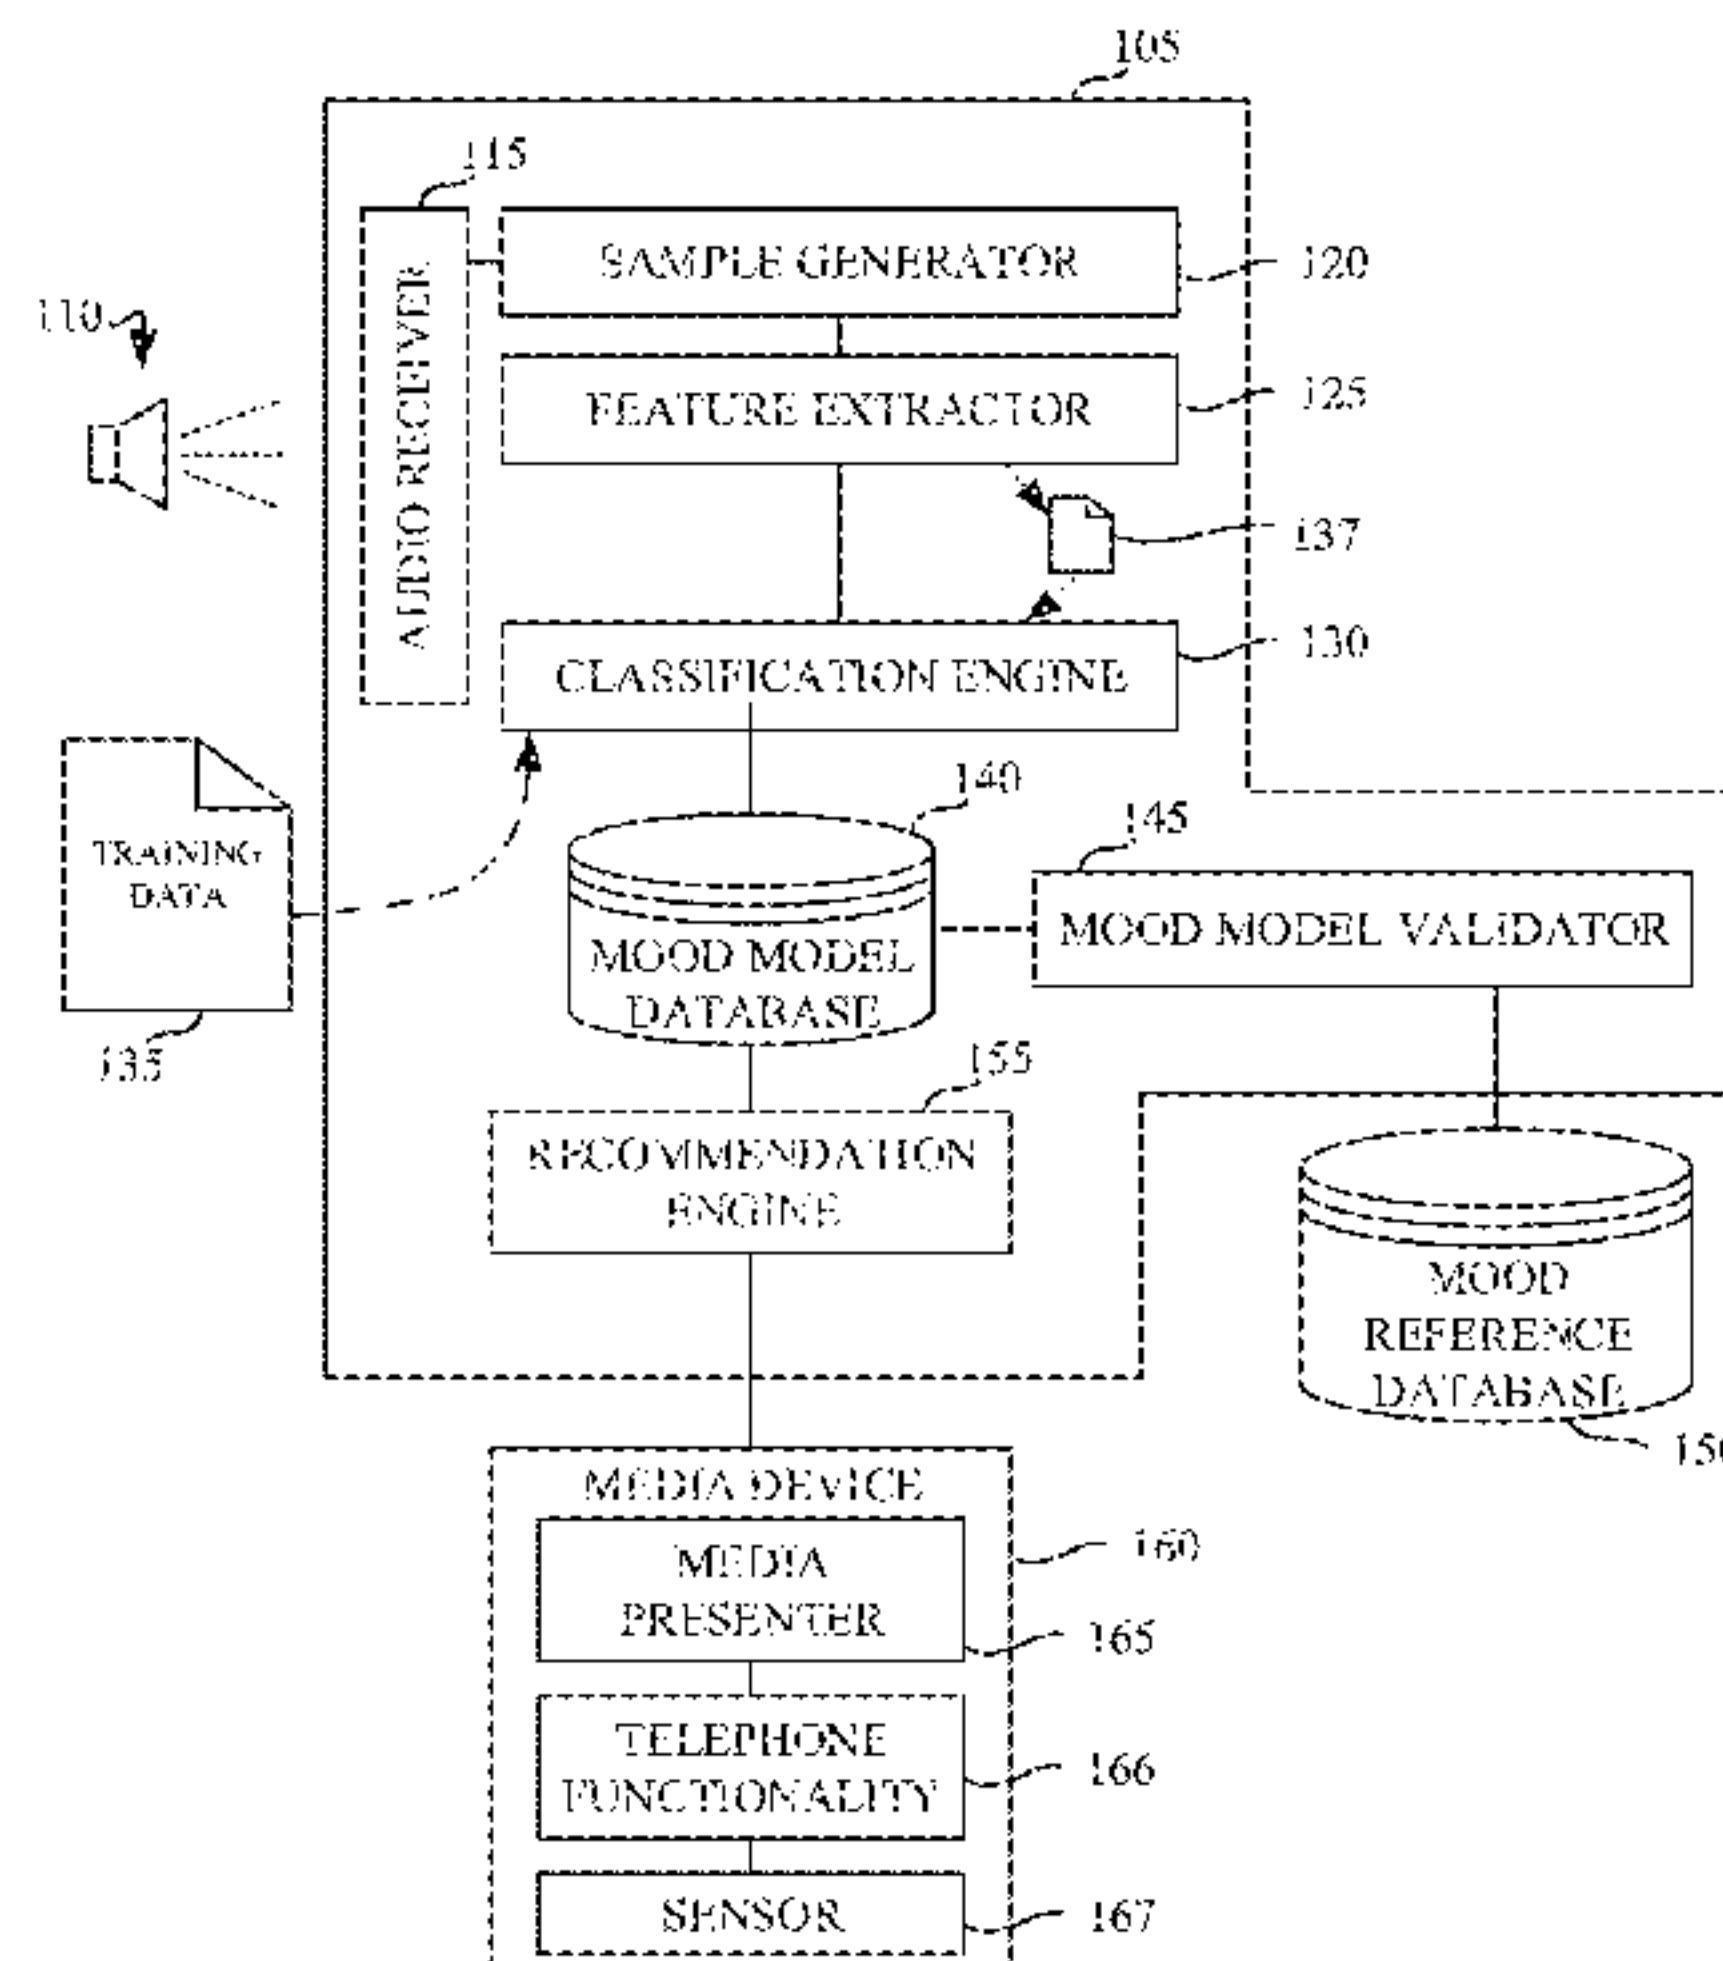 105
115
SAMPLE GENERATOR
120
110
AUDIO RECEIVER
FEATURE EXTRACTOR
125
137
CLASSIFICATION ENGINE
130
140
145
TRAINING
DATA
MOOD MODEL
DATABASE
MOOD MODEL VALIDATOR
135
155
RECOMMENDATION
ENGINE
MOOD
REFERENCE
DATABASE
MEDIA DEVICE
MEDIA
PRESENTER
160
165
TELEPHONE
FUNCTIONALITY
166
SENSOR
167